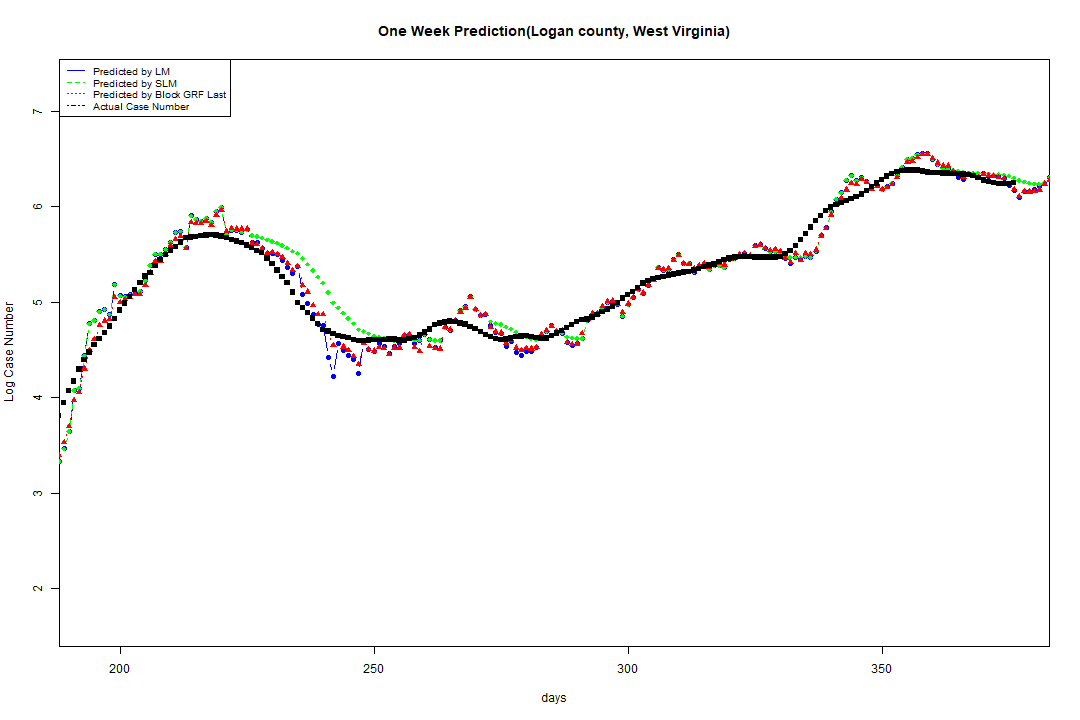 One Week Prediction(Logan county, West Virginia)
Predicted by LM
Predicted by SLM
Predicted by Block GRF Last
Actual Case Number
7
6
5
4
3
2
Log Case Number
200
250
300
350
days